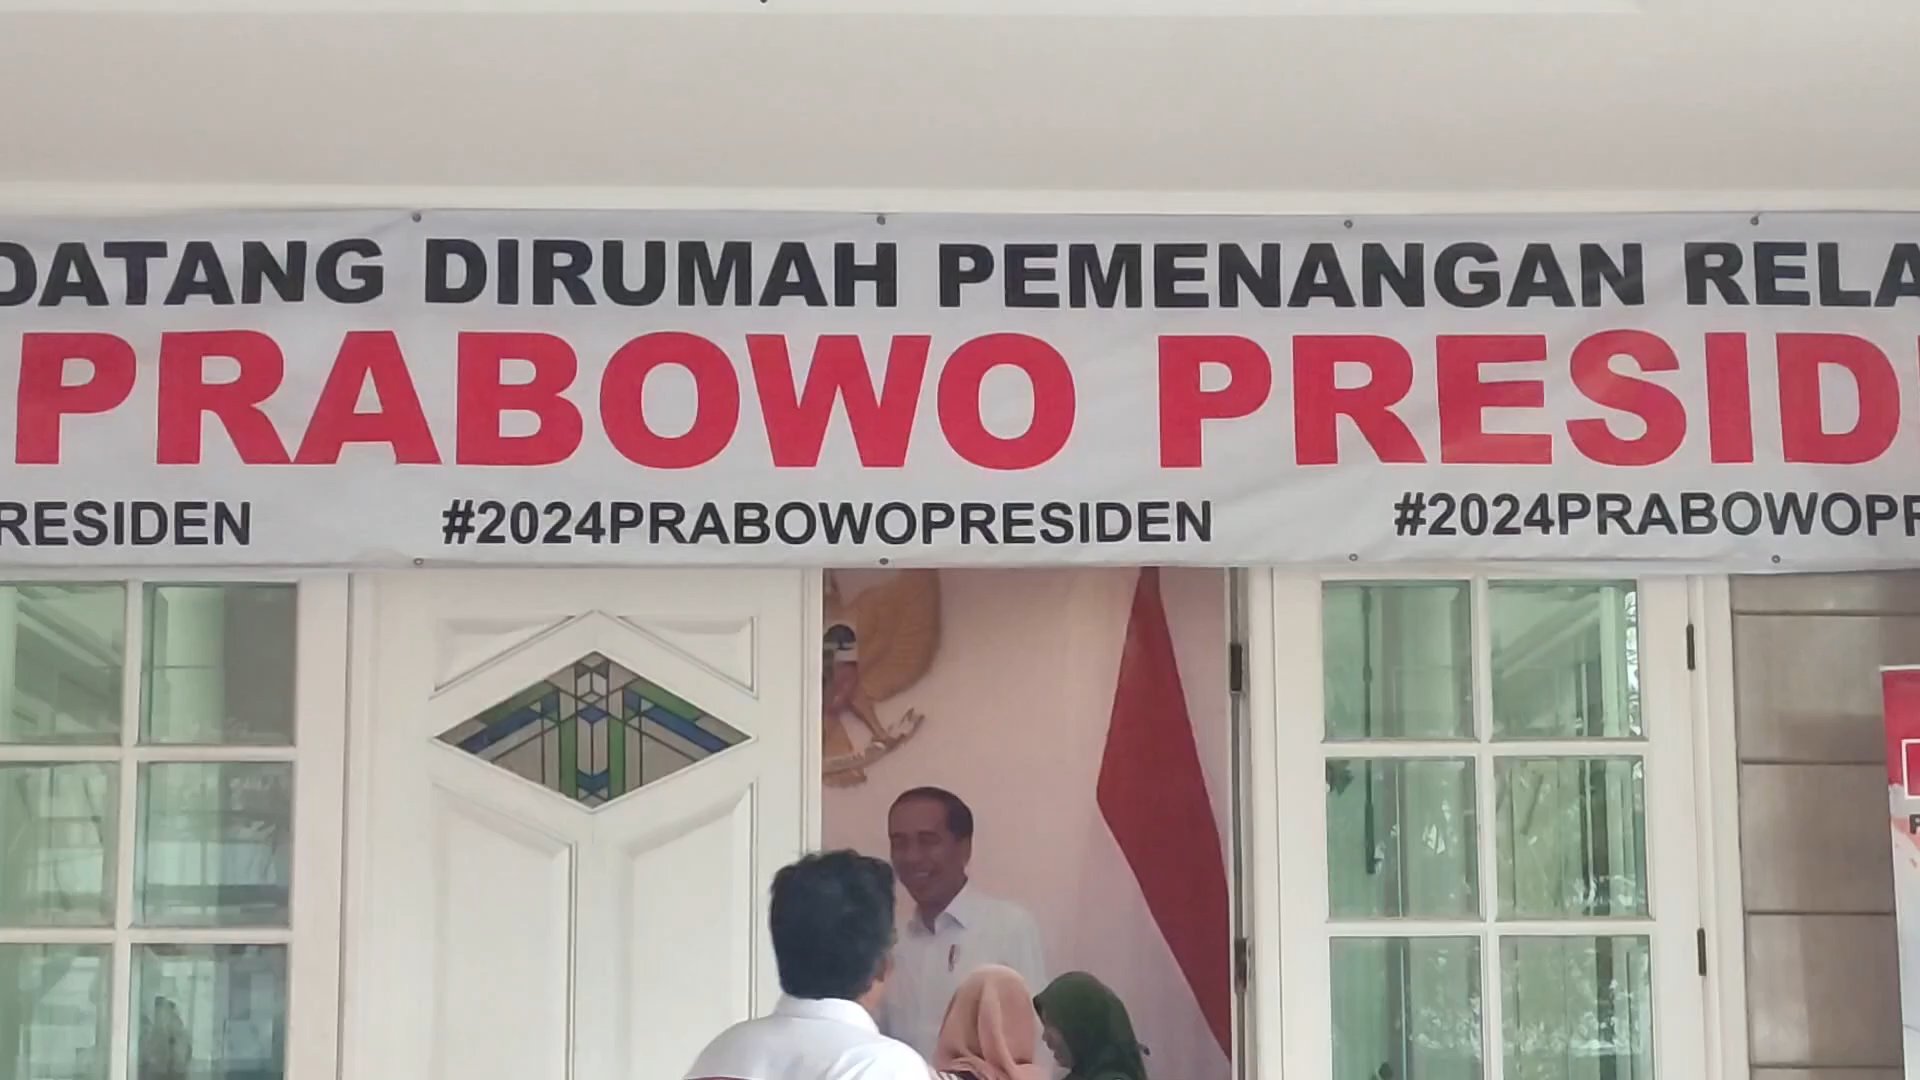 DATANG DIRUMAH PEMENANGAN RELA
PRABOWO PRESID
RESIDEN #2024PRABOWOPRESIDEN #2024PRABOWOPR